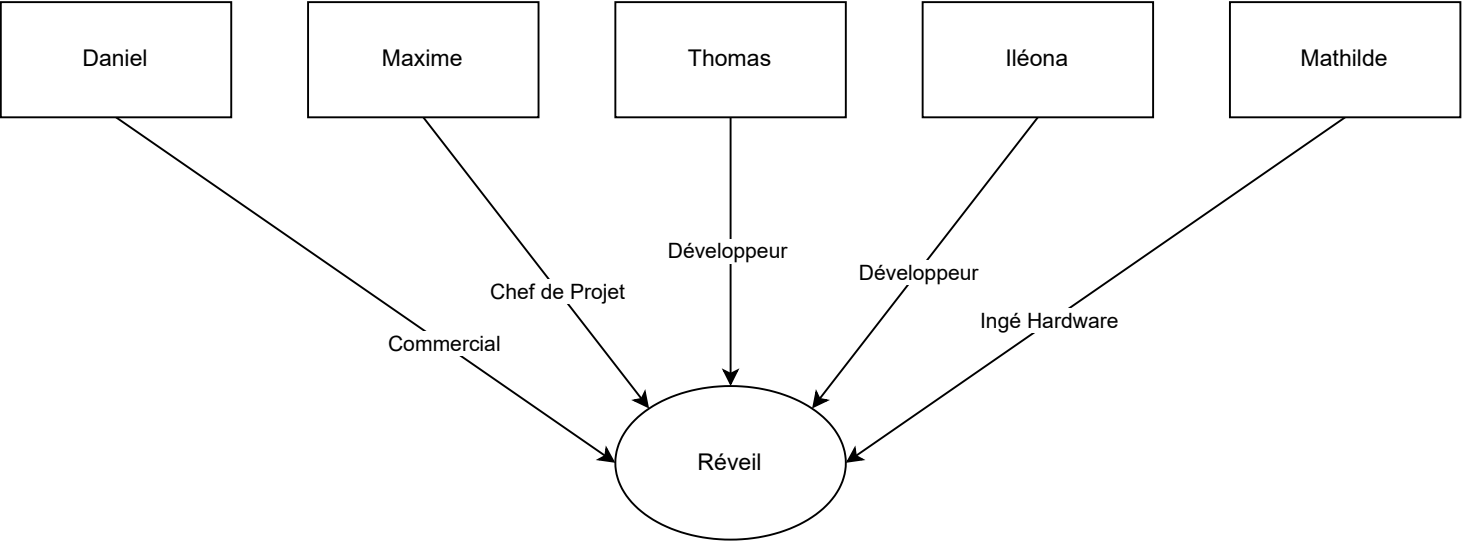 Daniel
Maxime
Thomas
Iléona
Mathilde
Développeur
Développeur
Chef de Projet
Ingé Hardware
Commercial
Réveil